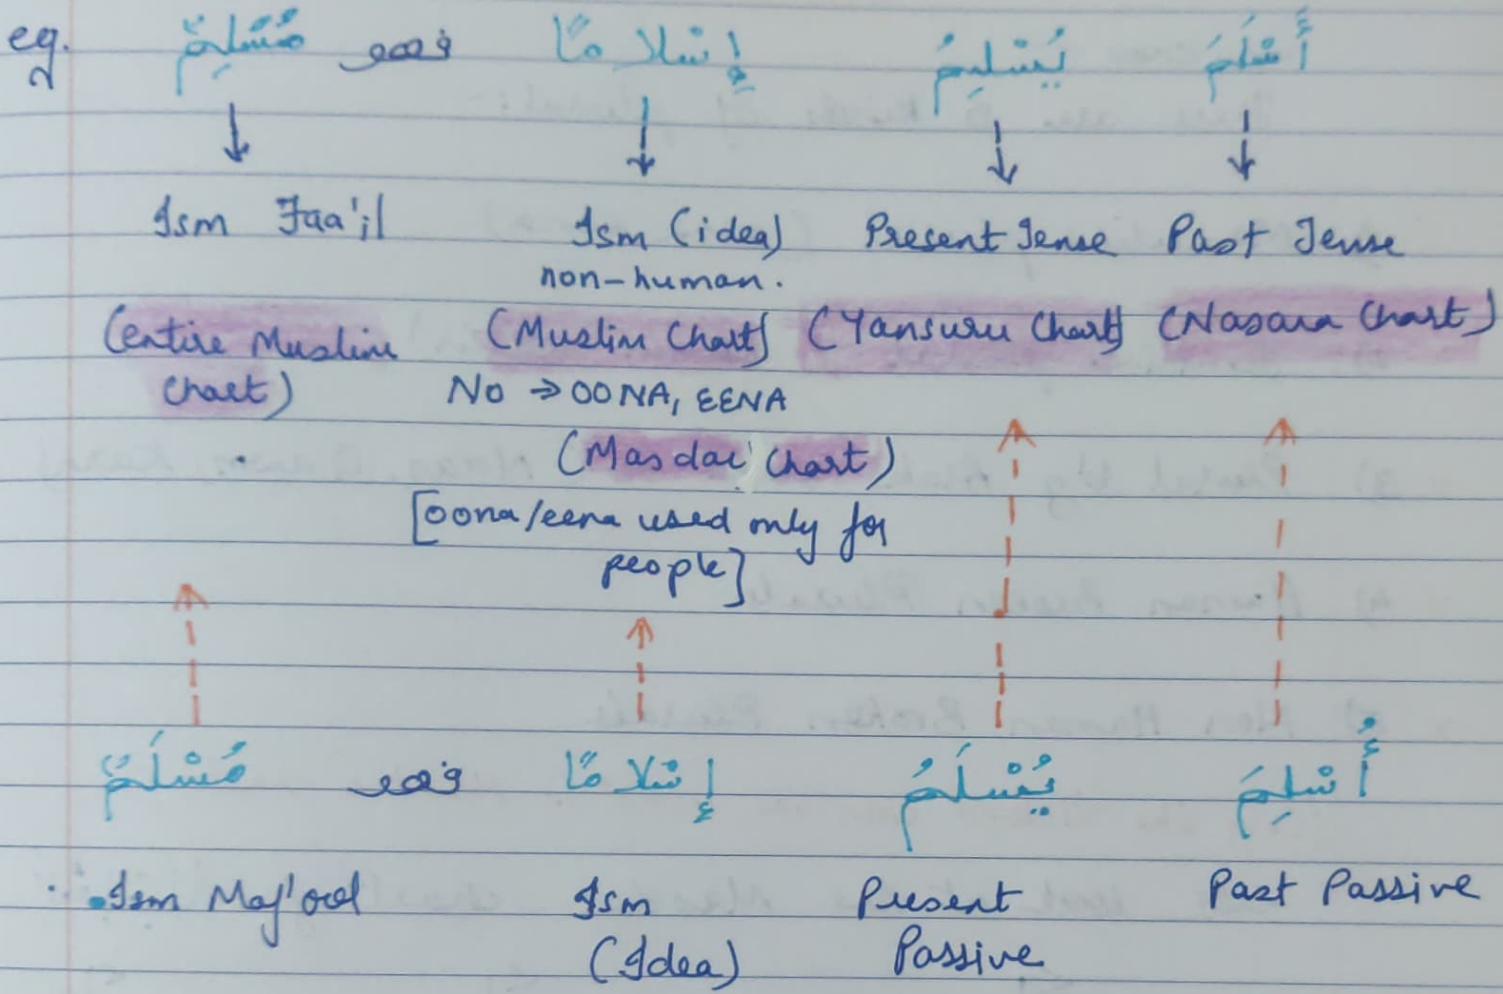 eg. أَسْلَمَ يُسْلِمُ إِسْلَامًا فهو مُسْلِمٌ
Ism Faa'il Ism (idea) Present Tense Past Tense
non-human.
(entire Muslim (Muslim Chart) (Yansuru Chart) (Nasara Chart)
Chart) No → OONA, EENA
(Masdar Chart)
[oona/eena used only for
people]
أُسْلِمَ يُسْلَمُ إِسْلَامًا فهو مُسْلَمٌ
Ism Maf'ool Ism Present Past Passive
(Idea) Passive